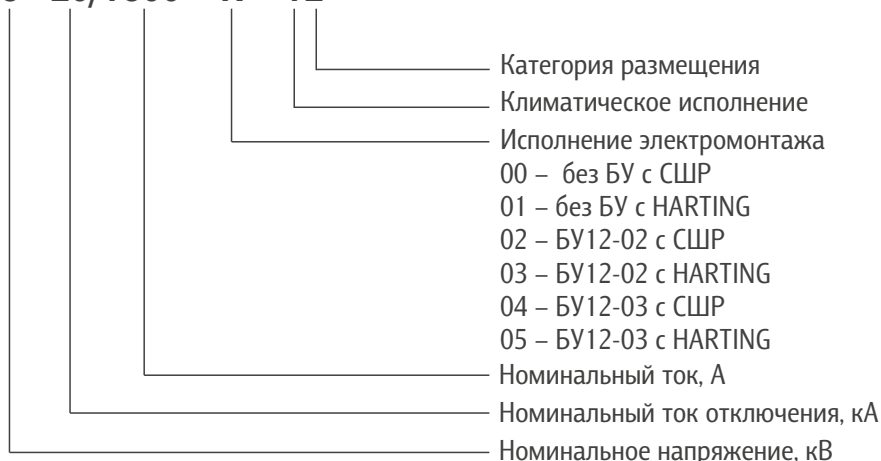 Категория размещения
Климатическое исполнение
Исполнение электромонтажа
00 – без БУ с СШР
01 – без БУ с HARTING
02 – БУ12-02 с СШР
03 – БУ12-02 с HARTING
04 – БУ12-03 с СШР
05 – БУ12-03 с HARTING
Номинальный ток, А
Номинальный ток отключения, кА
Номинальное напряжение, кВ